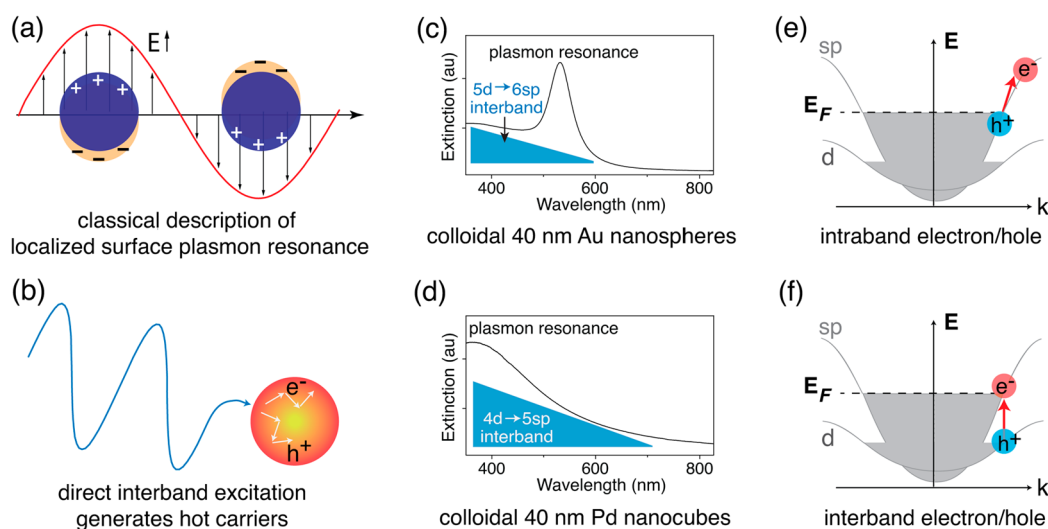 (a)
E
+ + +
- - -
- - -
+ + +
classical description of
localized surface plasmon resonance
(b)
e-
h+
direct interband excitation
generates hot carriers
(c)
plasmon resonance
5d→6sp
interband
Extinction (au)
400 600 800
Wavelength (nm)
colloidal 40 nm Au nanospheres
(d)
plasmon resonance
4d→5sp
interband
Extinction (au)
400 600 800
Wavelength (nm)
colloidal 40 nm Pd nanocubes
(e)
E
sp
e-
EF
h+
d
k
intraband electron/hole
(f)
E
sp
EF
e-
d
h+
k
interband electron/hole